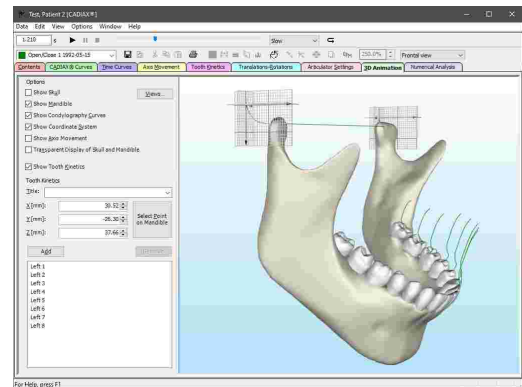 Test, Patient 2 [CADIAX®]
Data Edit View Options Window Help
1-210 s Slow
Open/Close 1 1992-05-15 250.0% Frontal view
Contents CADIAX® Curves Time Curves Axis Movement Tooth Kinetics Translations-Rotations Articulator Settings 3D Animation Numerical Analysis
Options
Show Skull Views...
Show Mandible
Show Condylography Curves
Show Coordinate System
Show Axis Movement
Transparent Display of Skull and Mandible
Show Tooth Kinetics
Tooth Kinetics
Title:
X [mm]: 30.52
Y [mm]: -26.30 Select Point on Mandible
Z [mm]: 37.66
Add Remove
Left 1
Left 2
Left 3
Left 4
Left 5
Left 6
Left 7
Left 8
For Help, press F1